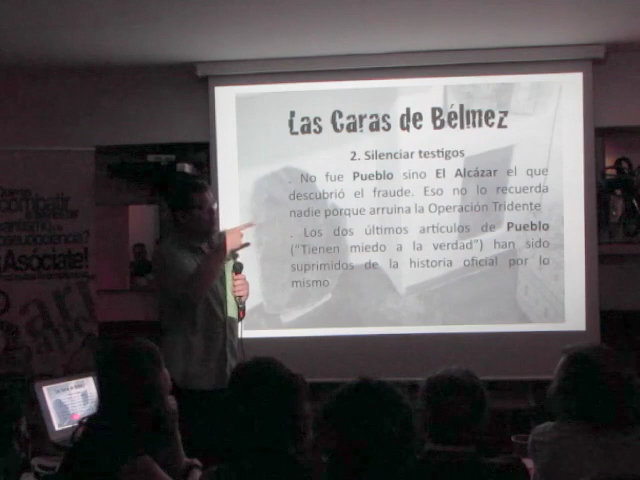 Las Caras de Bélmez
2. Silenciar testigos
. No fue Pueblo sino El Alcázar el que
descubrió el fraude. Eso no lo recuerda
nadie porque arruina la Operación Tridente
. Los dos últimos artículos de Pueblo
("Tienen miedo a la verdad") han sido
suprimidos de la historia oficial por lo
mismo
combatir
¡Asóciate!